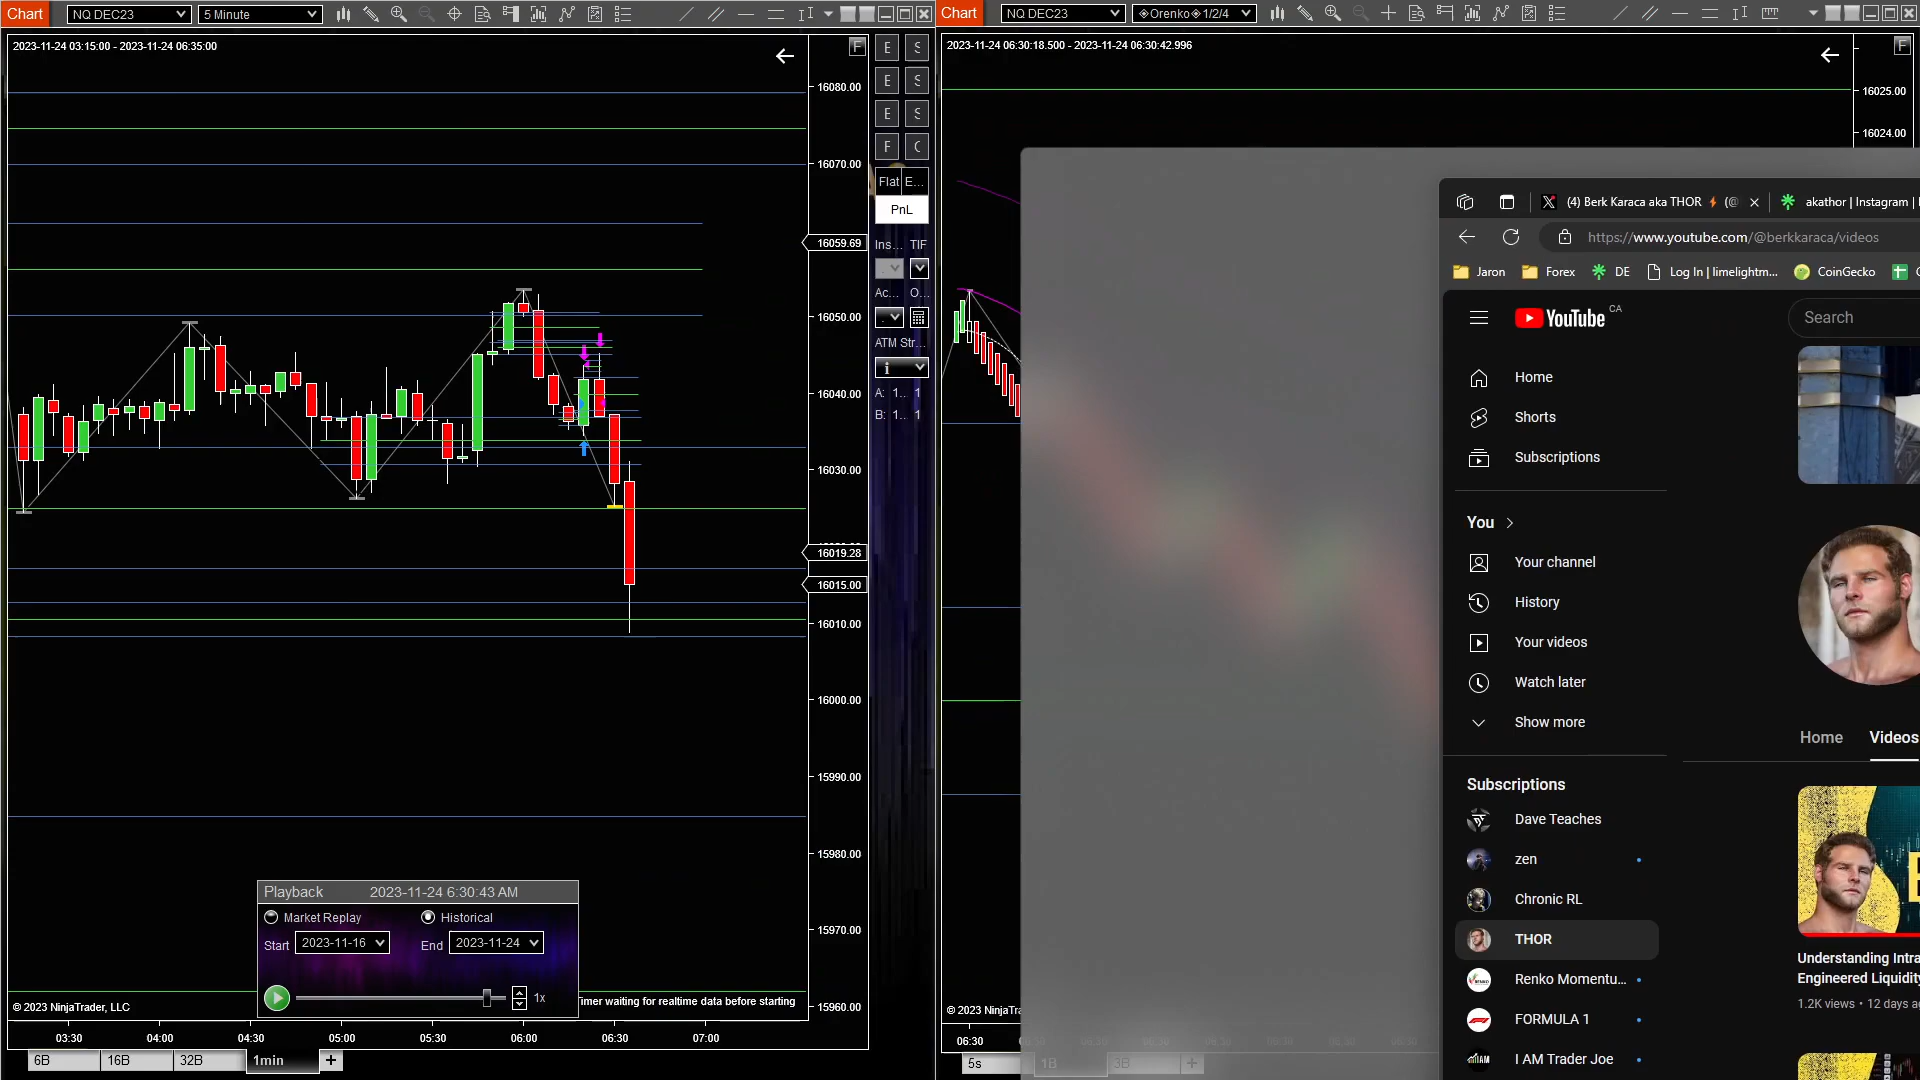 Chart
NQ DEC23
5 Minute
2023-11-24 03:15:00 - 2023-11-24 06:35:00
F
16080.00
16070.00
16059.69
16050.00
16040.00
16030.00
16019.28
16015.00
16010.00
16000.00
15990.00
15980.00
15970.00
15960.00
Playback
2023-11-24 6:30:43 AM
Market Replay
Historical
Start
2023-11-16
End
2023-11-24
1x
Timer waiting for realtime data before starting
© 2023 NinjaTrader, LLC
03:30 04:00 04:30 05:00 05:30 06:00 06:30 07:00
6B
16B
32B
1min
+
E S
E S
E S
F C
Flat E...
PnL
Ins... TIF
Ac... O...
ATM Str...
A: 1... 1
B: 1... 1
Chart
NQ DEC23
Orenko 1/2/4
2023-11-24 06:30:18.500 - 2023-11-24 06:30:42.996
F
16025.00
16024.00
© 2023 NinjaTra
06:30
5s
1B
3B
+
(4) Berk Karaca aka THOR ⚡ (@
akathor | Instagram |
https://www.youtube.com/@berkkaraca/videos
Jaron
Forex
DE
Log In | limelightm...
CoinGecko
YouTube CA
Search
Home
Shorts
Subscriptions
You
Your channel
History
Your videos
Watch later
Show more
Subscriptions
Dave Teaches
zen
Chronic RL
THOR
Renko Momentu...
FORMULA 1
I AM Trader Joe
Home
Videos
Understanding Intra
Engineered Liquidity
1.2K views • 12 days ag